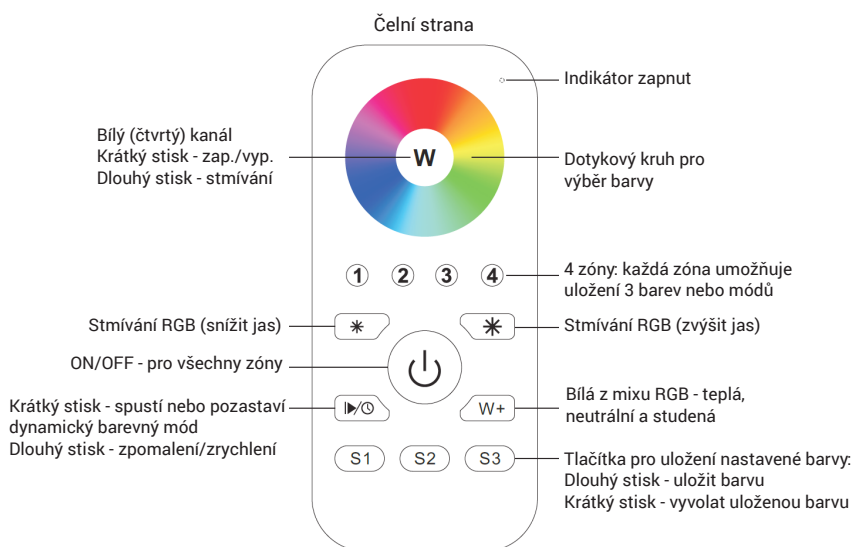 Čelní strana
Indikátor zapnut
Bílý (čtvrtý) kanál
Krátký stisk - zap./vyp.
Dlouhý stisk - stmívání
W
Dotykový kruh pro
výběr barvy
1 2 3 4
4 zóny: každá zóna umožňuje
uložení 3 barev nebo módů
Stmívání RGB (snížit jas)
Stmívání RGB (zvýšit jas)
ON/OFF - pro všechny zóny
Krátký stisk - spustí nebo pozastaví
dynamický barevný mód
Dlouhý stisk - zpomalení/zrychlení
W+
Bílá z mixu RGB - teplá,
neutrální a studená
S1 S2 S3
Tlačítka pro uložení nastavené barvy:
Dlouhý stisk - uložit barvu
Krátký stisk - vyvolat uloženou barvu